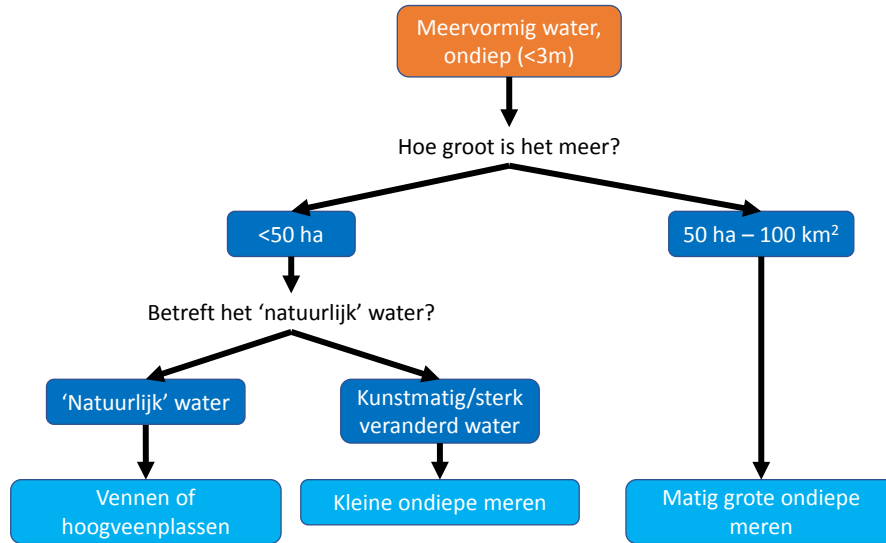 Meervormig water,
ondiep (<3m)
Hoe groot is het meer?
<50 ha
50 ha – 100 km²
Betreft het ‘natuurlijk’ water?
‘Natuurlijk’ water
Kunstmatig/sterk
veranderd water
Vennen of
hoogveenplassen
Kleine ondiepe meren
Matig grote ondiepe
meren